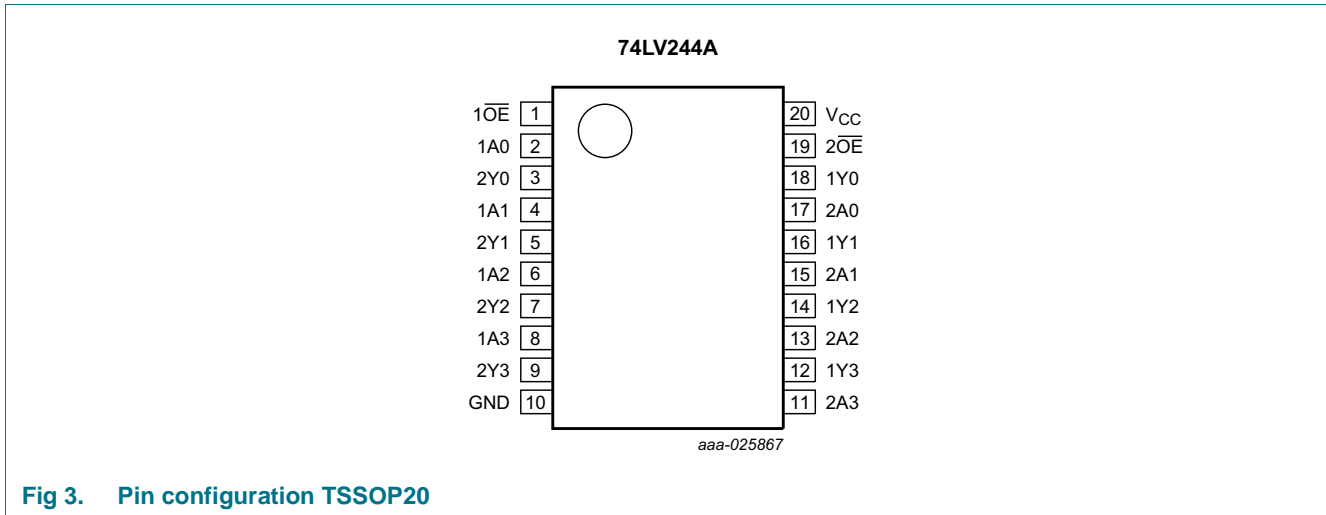 74LV244A
1O̅E̅ 1 20 VCC
1A0 2 19 2O̅E̅
2Y0 3 18 1Y0
1A1 4 17 2A0
2Y1 5 16 1Y1
1A2 6 15 2A1
2Y2 7 14 1Y2
1A3 8 13 2A2
2Y3 9 12 1Y3
GND 10 11 2A3
aaa-025867
Fig 3. Pin configuration TSSOP20